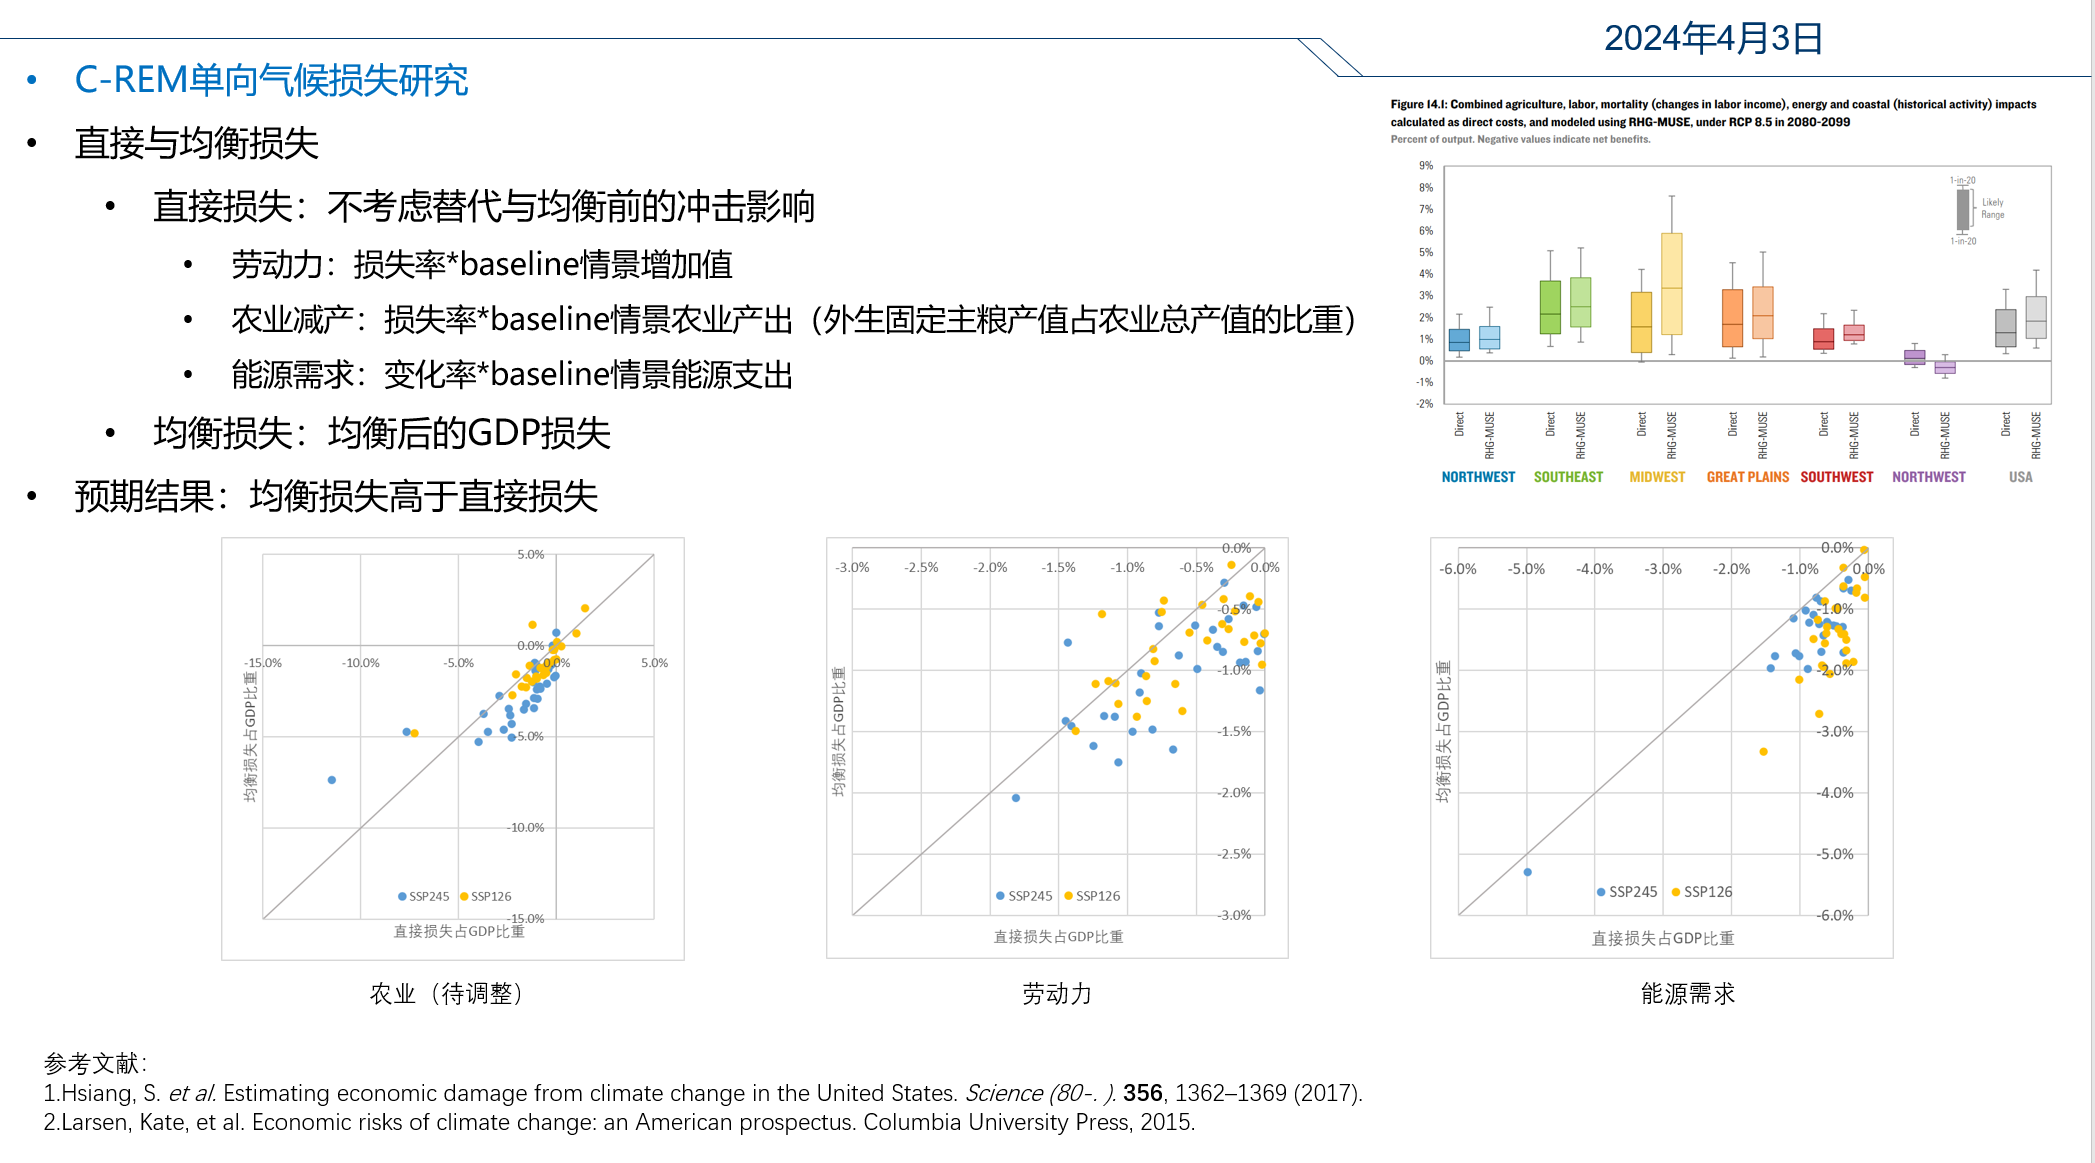 2024年4月3日
• C-REM单向气候损失研究
• 直接与均衡损失
• 直接损失：不考虑替代与均衡前的冲击影响
• 劳动力：损失率*baseline情景增加值
• 农业减产：损失率*baseline情景农业产出（外生固定主粮产值占农业总产值的比重）
• 能源需求：变化率*baseline情景能源支出
• 均衡损失：均衡后的GDP损失
• 预期结果：均衡损失高于直接损失
Figure 14.1: Combined agriculture, labor, mortality (changes in labor income), energy and coastal (historical activity) impacts
calculated as direct costs, and modeled using RHG-MUSE, under RCP 8.5 in 2080-2099
Percent of output. Negative values indicate net benefits.
9%
8%
7%
6%
5%
4%
3%
2%
1%
0%
-1%
-2%
1-in-20
Likely
Range
1-in-20
Direct RHG-MUSE Direct RHG-MUSE Direct RHG-MUSE Direct RHG-MUSE Direct RHG-MUSE Direct RHG-MUSE Direct RHG-MUSE
NORTHWEST SOUTHEAST MIDWEST GREAT PLAINS SOUTHWEST NORTHWEST USA
5.0%
0.0%
-15.0% -10.0% -5.0% 0.0% 5.0%
-5.0%
-10.0%
-15.0%
均衡损失占GDP比重
SSP245 SSP126
直接损失占GDP比重
农业（待调整）
0.0%
-3.0% -2.5% -2.0% -1.5% -1.0% -0.5% 0.0%
-0.5%
-1.0%
-1.5%
-2.0%
-2.5%
-3.0%
均衡损失占GDP比重
SSP245 SSP126
直接损失占GDP比重
劳动力
0.0%
-6.0% -5.0% -4.0% -3.0% -2.0% -1.0% 0.0%
-1.0%
-2.0%
-3.0%
-4.0%
-5.0%
-6.0%
均衡损失占GDP比重
SSP245 SSP126
直接损失占GDP比重
能源需求
参考文献：
1.Hsiang, S. et al. Estimating economic damage from climate change in the United States. Science (80-. ). 356, 1362–1369 (2017).
2.Larsen, Kate, et al. Economic risks of climate change: an American prospectus. Columbia University Press, 2015.